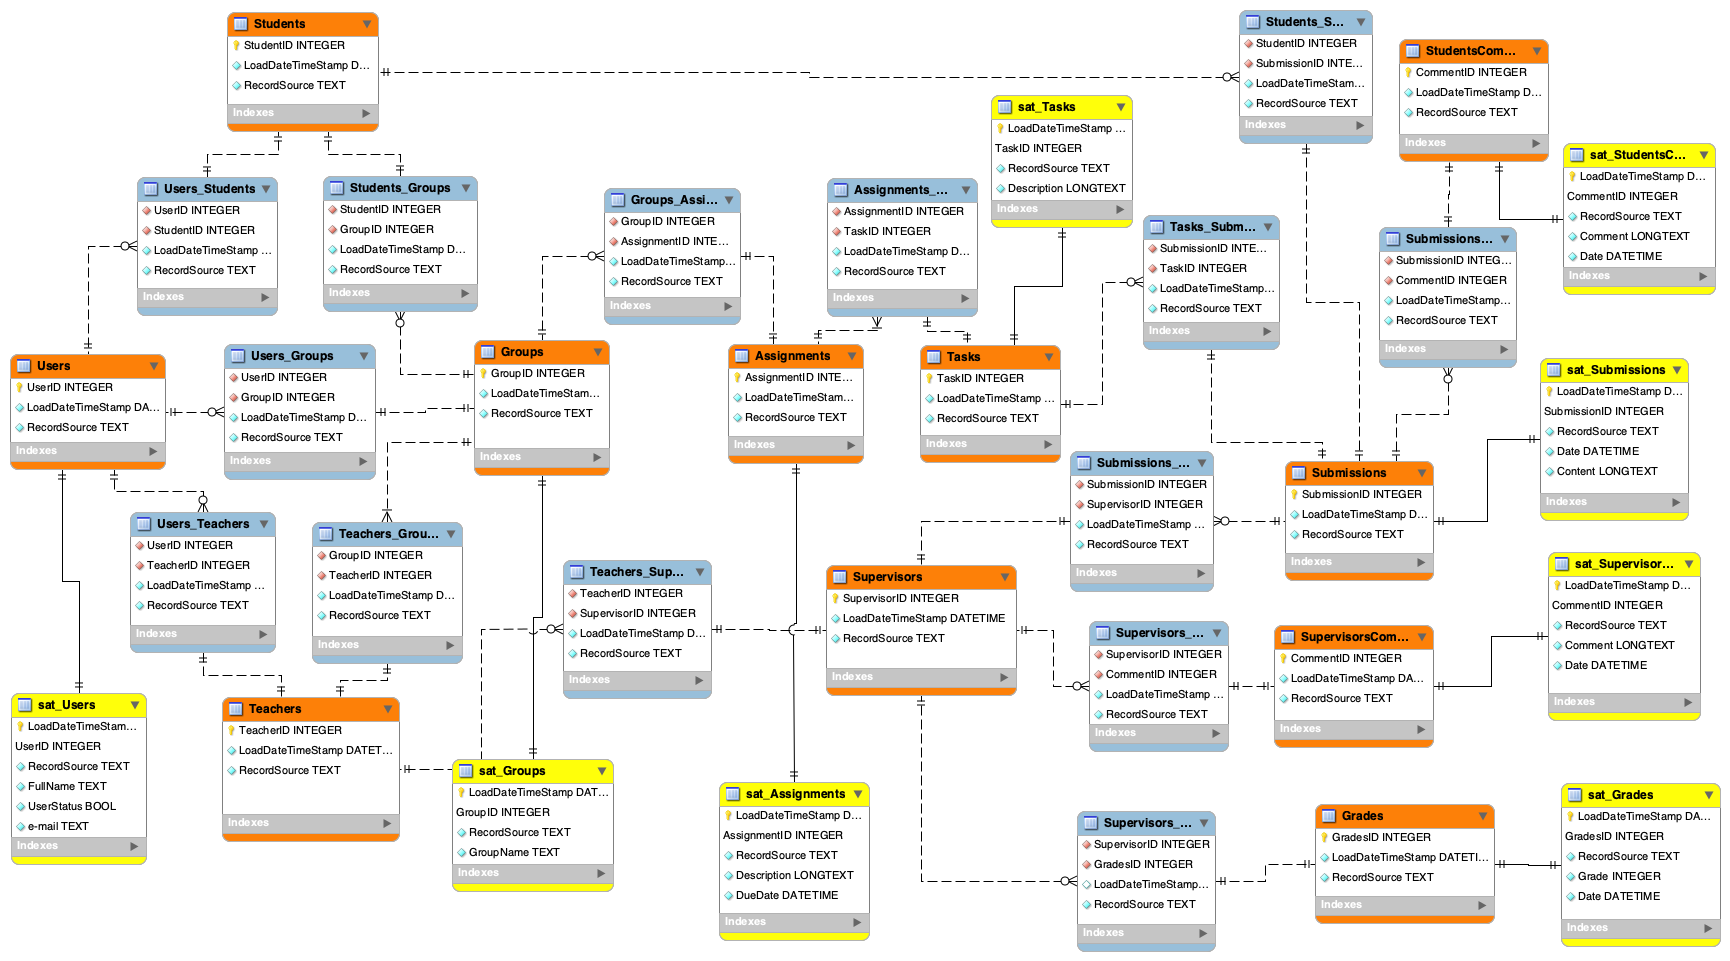 Students
StudentID INTEGER
LoadDateTimeStamp D...
RecordSource TEXT
Indexes
Students_S...
StudentID INTEGER
SubmissionID INTE...
LoadDateTimeStam...
RecordSource TEXT
Indexes
StudentsCom...
CommentID INTEGER
LoadDateTimeStamp D...
RecordSource TEXT
Indexes
sat_Tasks
LoadDateTimeStamp ...
TaskID INTEGER
RecordSource TEXT
Description LONGTEXT
Indexes
sat_StudentsC...
LoadDateTimeStamp D...
CommentID INTEGER
RecordSource TEXT
Comment LONGTEXT
Date DATETIME
Indexes
Users_Students
UserID INTEGER
StudentID INTEGER
LoadDateTimeStamp ...
RecordSource TEXT
Indexes
Students_Groups
StudentID INTEGER
GroupID INTEGER
LoadDateTimeStamp D...
RecordSource TEXT
Indexes
Groups_Assi...
GroupID INTEGER
AssignmentID INTE...
LoadDateTimeStamp...
RecordSource TEXT
Indexes
Assignments_...
AssignmentID INTEGER
TaskID INTEGER
LoadDateTimeStamp D...
RecordSource TEXT
Indexes
Tasks_Subm...
SubmissionID INTE...
TaskID INTEGER
LoadDateTimeStamp...
RecordSource TEXT
Indexes
Submissions...
SubmissionID INTEG...
CommentID INTEGER
LoadDateTimeStamp...
RecordSource TEXT
Indexes
Users
UserID INTEGER
LoadDateTimeStamp DA...
RecordSource TEXT
Indexes
Users_Groups
UserID INTEGER
GroupID INTEGER
LoadDateTimeStamp D...
RecordSource TEXT
Indexes
Groups
GroupID INTEGER
LoadDateTimeStam...
RecordSource TEXT
Indexes
Assignments
AssignmentID INTE...
LoadDateTimeStam...
RecordSource TEXT
Indexes
Tasks
TaskID INTEGER
LoadDateTimeStamp ...
RecordSource TEXT
Indexes
sat_Submissions
LoadDateTimeStamp D...
SubmissionID INTEGER
RecordSource TEXT
Date DATETIME
Content LONGTEXT
Indexes
Submissions_...
SubmissionID INTEGER
SupervisorID INTEGER
LoadDateTimeStamp ...
RecordSource TEXT
Indexes
Submissions
SubmissionID INTEGER
LoadDateTimeStamp D...
RecordSource TEXT
Indexes
Users_Teachers
UserID INTEGER
TeacherID INTEGER
LoadDateTimeStamp ...
RecordSource TEXT
Indexes
Teachers_Grou...
GroupID INTEGER
TeacherID INTEGER
LoadDateTimeStamp D...
RecordSource TEXT
Indexes
Teachers_Sup...
TeacherID INTEGER
SupervisorID INTEGER
LoadDateTimeStamp D...
RecordSource TEXT
Indexes
Supervisors
SupervisorID INTEGER
LoadDateTimeStamp DATETIME
RecordSource TEXT
Indexes
sat_Supervisor...
LoadDateTimeStamp D...
CommentID INTEGER
RecordSource TEXT
Comment LONGTEXT
Date DATETIME
Indexes
Supervisors_...
SupervisorID INTEGER
CommentID INTEGER
LoadDateTimeStamp ...
RecordSource TEXT
Indexes
SupervisorsCom...
CommentID INTEGER
LoadDateTimeStamp DA...
RecordSource TEXT
Indexes
sat_Users
LoadDateTimeStam...
UserID INTEGER
RecordSource TEXT
FullName TEXT
UserStatus BOOL
e-mail TEXT
Indexes
Teachers
TeacherID INTEGER
LoadDateTimeStamp DATET...
RecordSource TEXT
Indexes
sat_Groups
LoadDateTimeStamp DAT...
GroupID INTEGER
RecordSource TEXT
GroupName TEXT
Indexes
sat_Assignments
LoadDateTimeStamp D...
AssignmentID INTEGER
RecordSource TEXT
Description LONGTEXT
DueDate DATETIME
Indexes
Supervisors_...
SupervisorID INTEGER
GradesID INTEGER
LoadDateTimeStamp...
RecordSource TEXT
Indexes
Grades
GradesID INTEGER
LoadDateTimeStamp DATETI...
RecordSource TEXT
Indexes
sat_Grades
LoadDateTimeStamp DA...
GradesID INTEGER
RecordSource TEXT
Grade INTEGER
Date DATETIME
Indexes